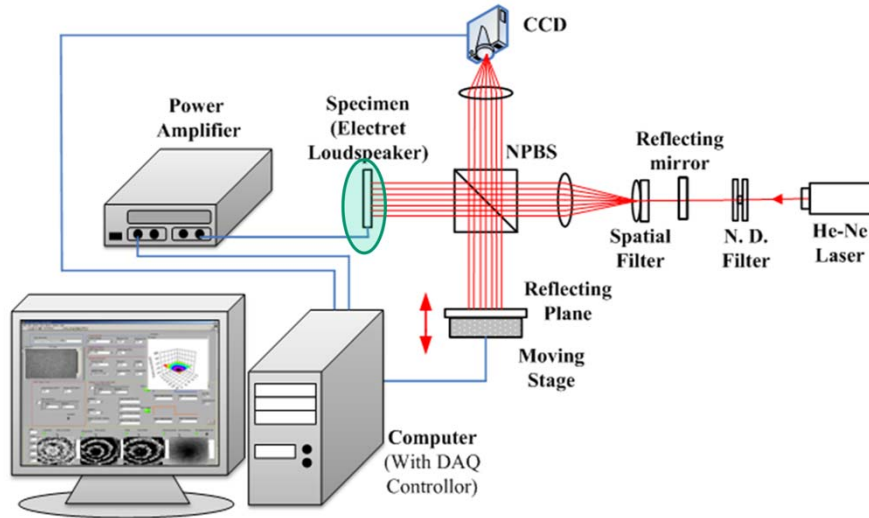 CCD
Power
Amplifier
Specimen
(Electret
Loudspeaker)
NPBS
Reflecting
mirror
Spatial
Filter
N. D.
Filter
He-Ne
Laser
Reflecting
Plane
Moving
Stage
Computer
(With DAQ
Controllor)